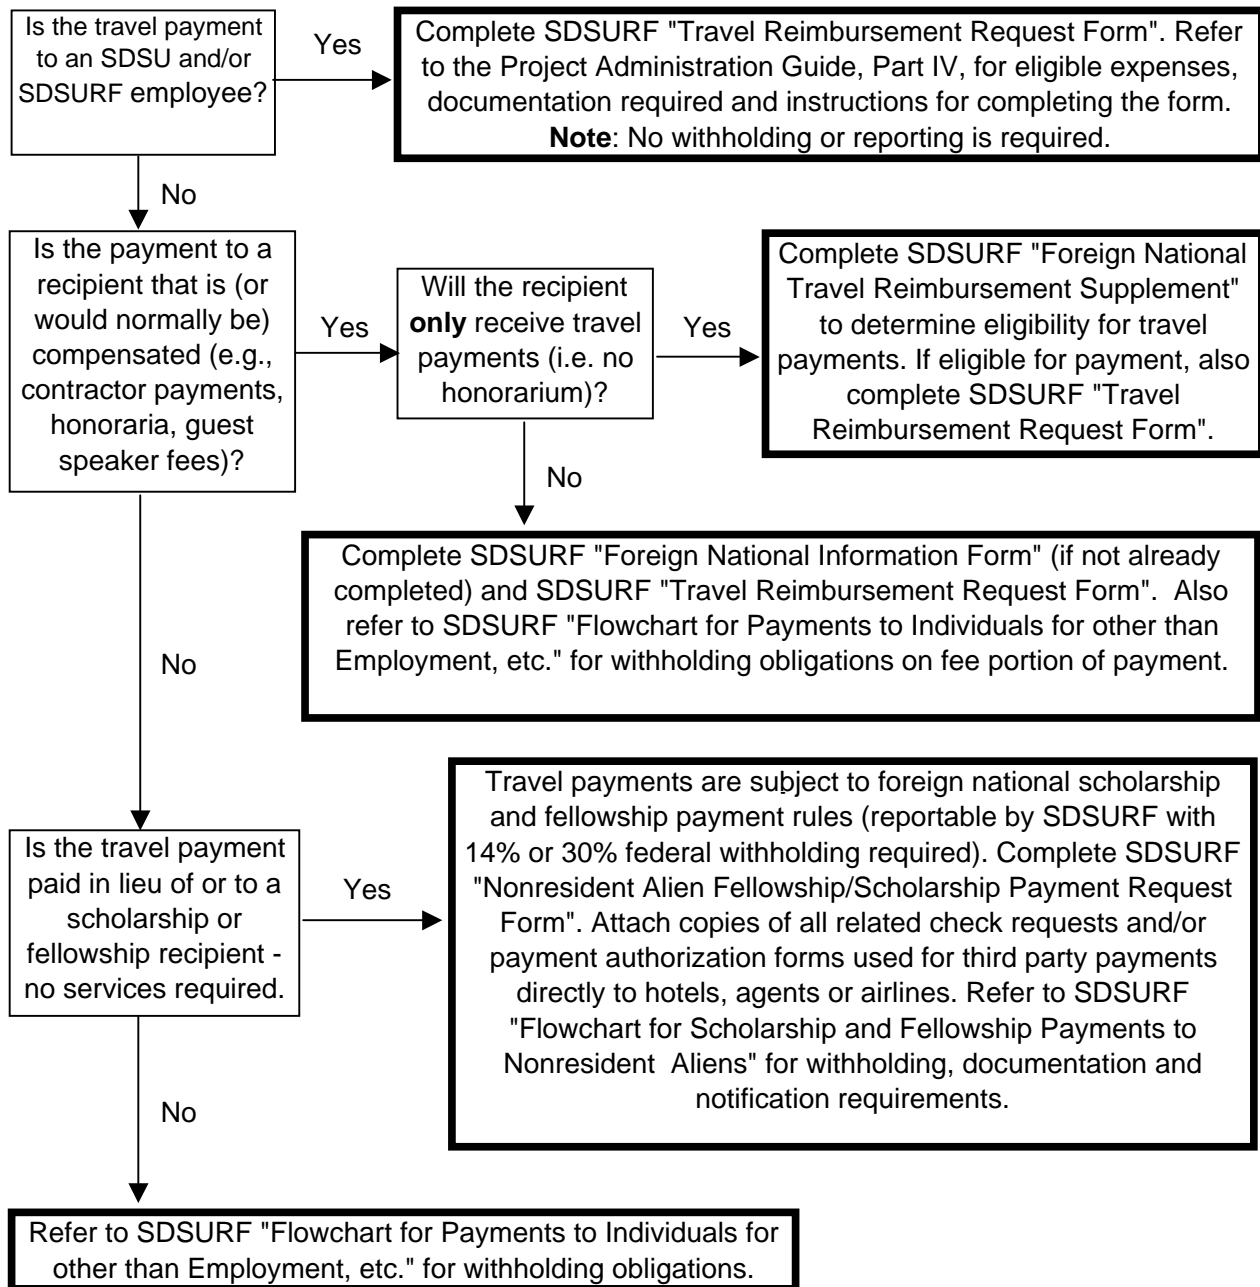 Is the travel payment
to an SDSU and/or
SDSURF employee?
Yes
Complete SDSURF "Travel Reimbursement Request Form". Refer
to the Project Administration Guide, Part IV, for eligible expenses,
documentation required and instructions for completing the form.
Note: No withholding or reporting is required.
No
Is the payment to a
recipient that is (or
would normally be)
compensated (e.g.,
contractor payments,
honoraria, guest
speaker fees)?
Yes
Will the recipient
only receive travel
payments (i.e. no
honorarium)?
Yes
Complete SDSURF "Foreign National
Travel Reimbursement Supplement"
to determine eligibility for travel
payments. If eligible for payment, also
complete SDSURF "Travel
Reimbursement Request Form".
No
Complete SDSURF "Foreign National Information Form" (if not already
completed) and SDSURF "Travel Reimbursement Request Form". Also
refer to SDSURF "Flowchart for Payments to Individuals for other than
Employment, etc." for withholding obligations on fee portion of payment.
No
Is the travel payment
paid in lieu of or to a
scholarship or
fellowship recipient -
no services required.
Yes
Travel payments are subject to foreign national scholarship
and fellowship payment rules (reportable by SDSURF with
14% or 30% federal withholding required). Complete SDSURF
"Nonresident Alien Fellowship/Scholarship Payment Request
Form". Attach copies of all related check requests and/or
payment authorization forms used for third party payments
directly to hotels, agents or airlines. Refer to SDSURF
"Flowchart for Scholarship and Fellowship Payments to
Nonresident Aliens" for withholding, documentation and
notification requirements.
No
Refer to SDSURF "Flowchart for Payments to Individuals for
other than Employment, etc." for withholding obligations.